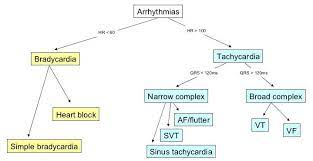 Arrhythmias
HR < 60
HR > 100
Bradycardia
Tachycardia
QRS < 120ms
QRS > 120ms
Narrow complex
Broad complex
Heart block
AF/flutter
SVT
VT
VF
Simple bradycardia
Sinus tachycardia